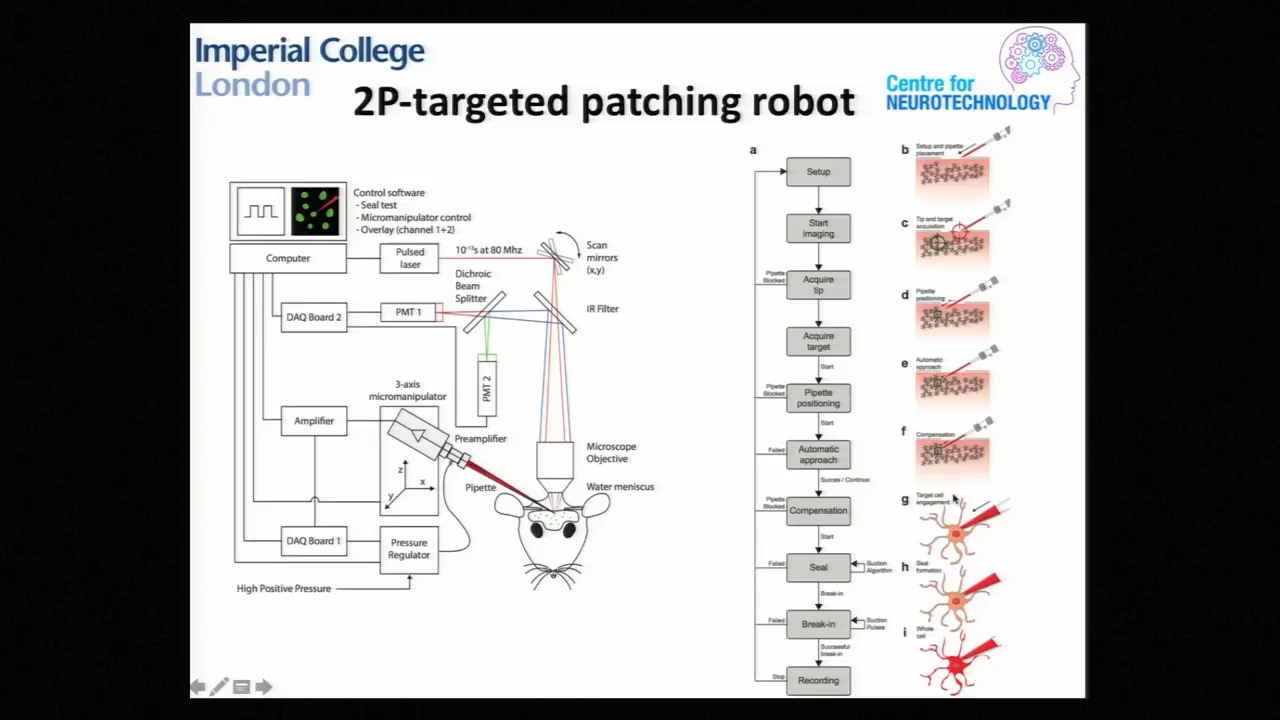 Imperial College
London
2P-targeted patching robot
Centre for
NEUROTECHNOLOGY
Control software
- Seal test
- Micromanipulator control
- Overlay (channel 1+2)
Computer
Pulsed
laser
10⁻¹³s at 80 Mhz
Scan
mirrors
(x,y)
Dichroic
Beam
Splitter
IR Filter
DAQ Board 2
PMT 1
PMT 2
3-axis
micromanipulator
Amplifier
Preamplifier
z
x
y
Pipette
Microscope
Objective
Water meniscus
DAQ Board 1
Pressure
Regulator
High Positive Pressure
a
Setup
Start
imaging
Pipette
Blocked
Acquire
tip
Acquire
target
Start
Pipette
Blocked
Pipette
positioning
Start
Failed
Automatic
approach
Succes / Continue
Pipette
Blocked
Compensation
Start
Failed
Seal
Suction
Algorithm
Break-in
Failed
Break-in
Suction
Pulses
Successful
break-in
Stop
Recording
b
Setup and pipette
placement
c
Tip and target
acquisition
d
Pipette
positioning
e
Automatic
approach
f
Compensation
g
Target cell
engagement
h
Seal
formation
i
Whole
cell